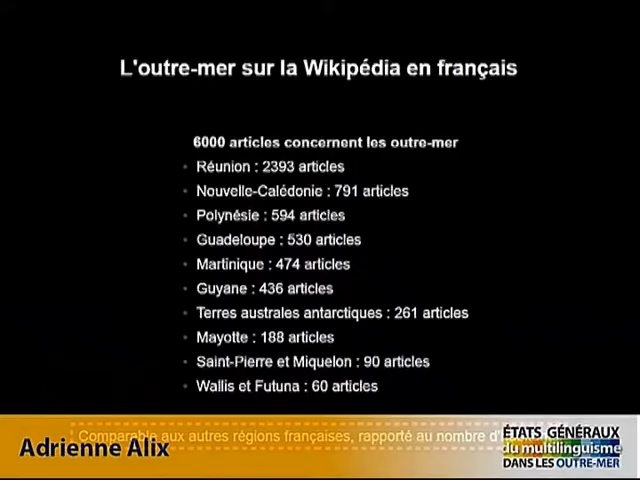 L'outre-mer sur la Wikipédia en français
6000 articles concernent les outre-mer
Réunion : 2393 articles
Nouvelle-Calédonie : 791 articles
Polynésie : 594 articles
Guadeloupe : 530 articles
Martinique : 474 articles
Guyane : 436 articles
Terres australes antarctiques : 261 articles
Mayotte : 188 articles
Saint-Pierre et Miquelon : 90 articles
Wallis et Futuna : 60 articles
Comparable aux autres régions françaises, rapporté au nombre
Adrienne Alix
ÉTATS GÉNÉRAUX
du multilinguisme
DANS LES OUTRE-MER